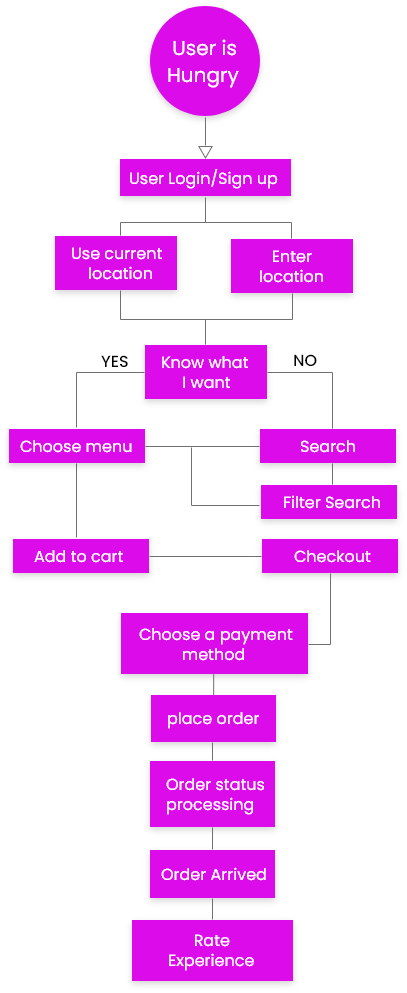 User is
Hungry
User Login/Sign up
Use current
location
Enter
location
YES
Know what
I want
NO
Choose menu
Search
Filter Search
Add to cart
Checkout
Choose a payment
method
place order
Order status
processing
Order Arrived
Rate
Experience